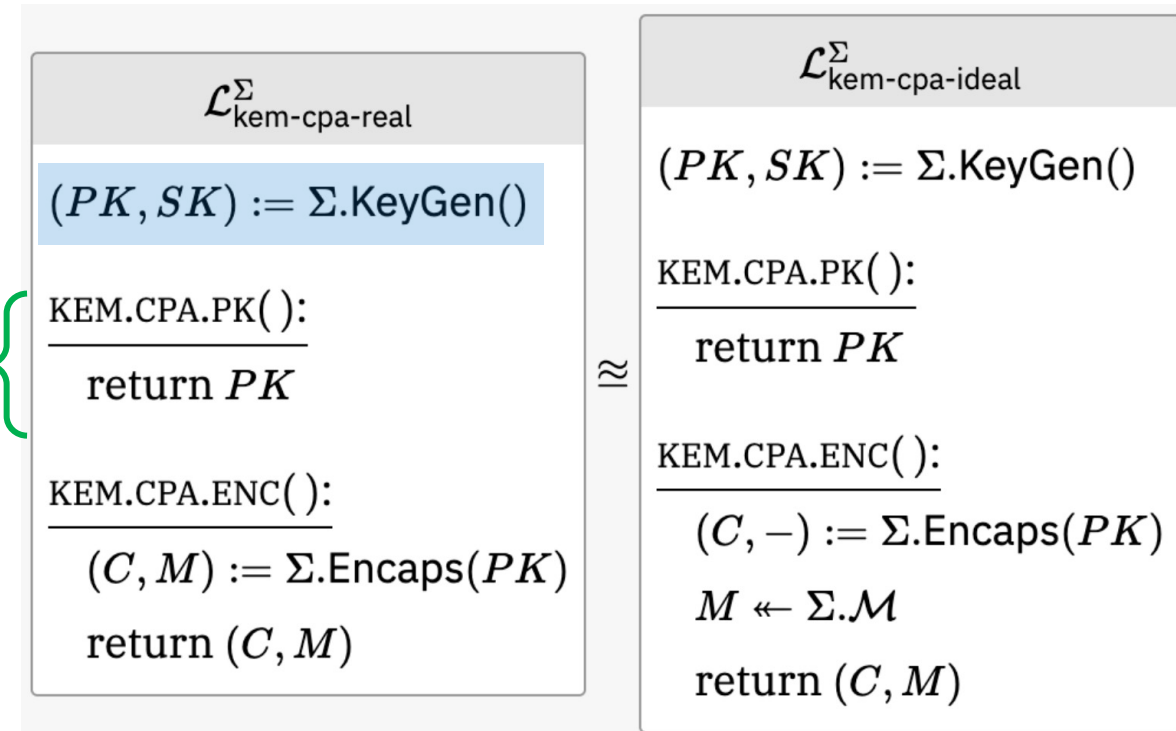 𝓛^Σ_kem-cpa-real
(PK, SK) := Σ.KeyGen()
KEM.CPA.PK( ):
return PK
KEM.CPA.ENC( ):
(C, M) := Σ.Encaps(PK)
return (C, M)
≊
𝓛^Σ_kem-cpa-ideal
(PK, SK) := Σ.KeyGen()
KEM.CPA.PK( ):
return PK
KEM.CPA.ENC( ):
(C, −) := Σ.Encaps(PK)
M ↞ Σ.𝓜
return (C, M)